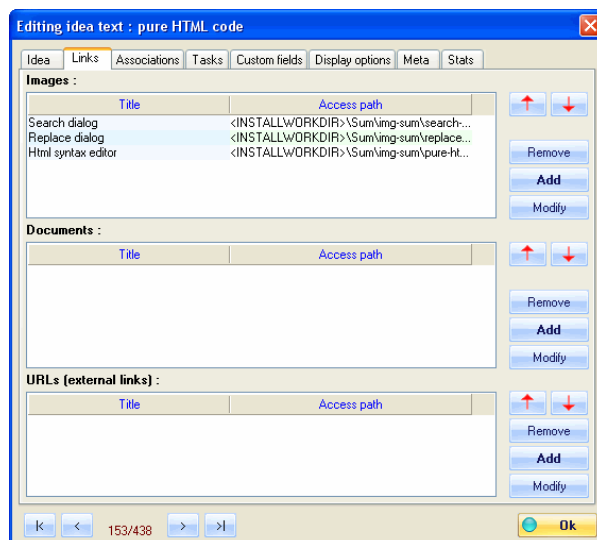 Editing idea text : pure HTML code
Idea Links Associations Tasks Custom fields Display options Meta Stats
Images :
Title Access path
Search dialog <INSTALLWORKDIR>\Sum\img-sum\search-...
Replace dialog <INSTALLWORKDIR>\Sum\img-sum\replace...
Html syntax editor <INSTALLWORKDIR>\Sum\img-sum\pure-ht...
Remove
Add
Modify
Documents :
Title Access path
Remove
Add
Modify
URLs (external links) :
Title Access path
Remove
Add
Modify
153/438
Ok